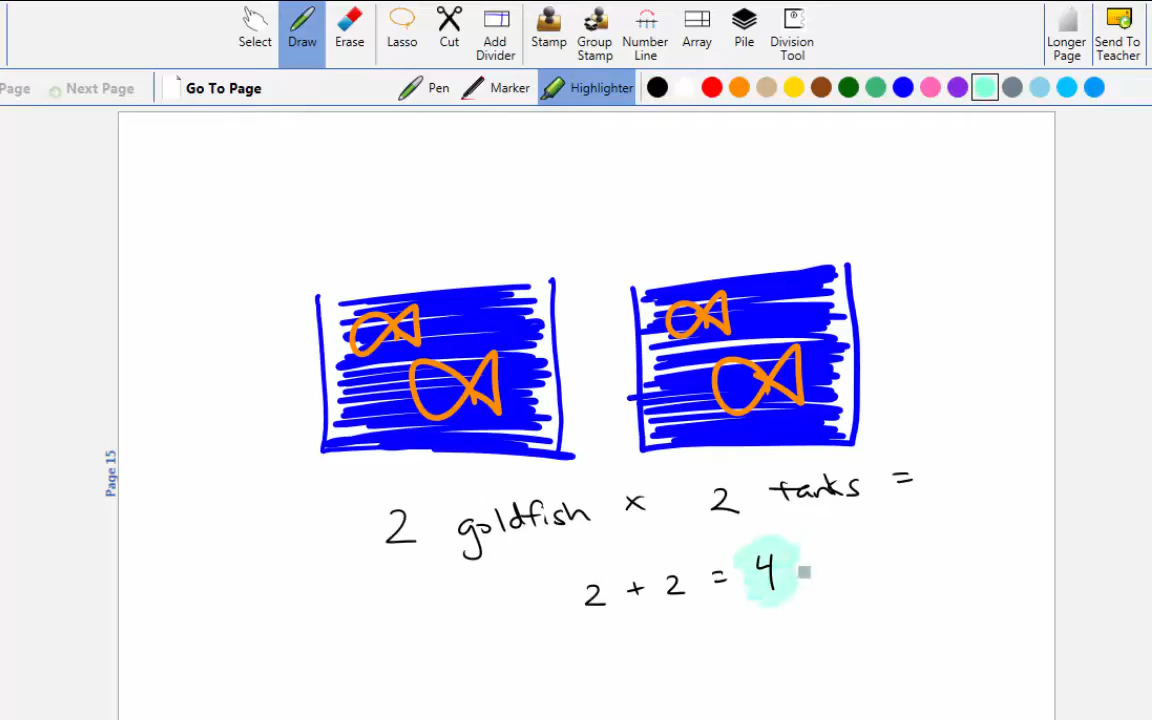 Select Draw Erase Lasso Cut Add Divider Stamp Group Stamp Number Line Array Pile Division Tool Longer Page Send To Teacher
Page Next Page Go To Page Pen Marker Highlighter
Page 15
2 goldfish x 2 tanks =
2 + 2 = 4